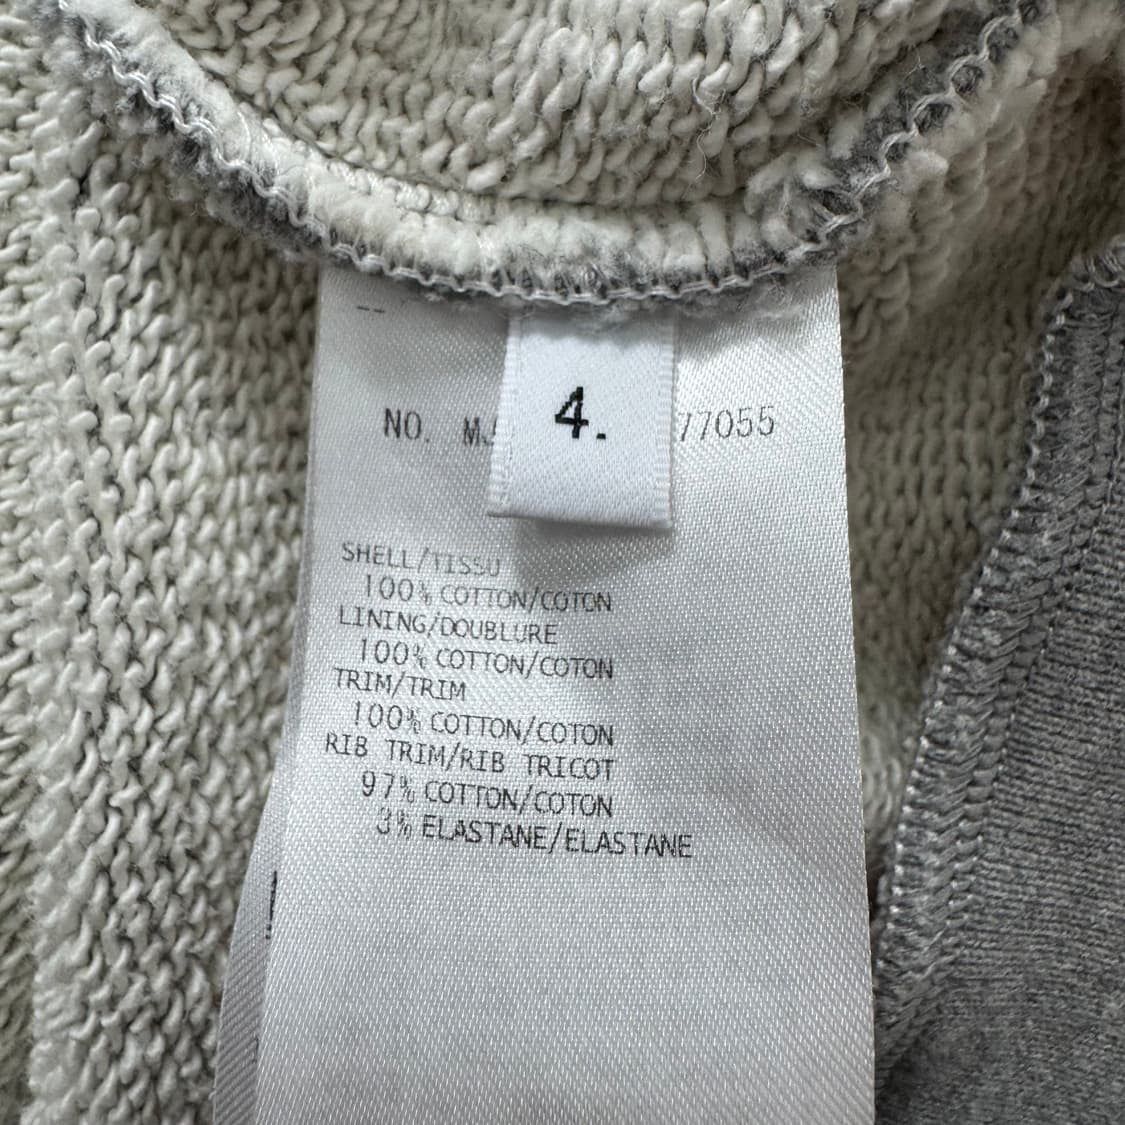 4.
NO. MJ 77055
SHELL/TISSU
100% COTTON/COTON
LINING/DOUBLURE
100% COTTON/COTON
TRIM/TRIM
100% COTTON/COTON
RIB TRIM/RIB TRICOT
97% COTTON/COTON
3% ELASTANE/ELASTANE